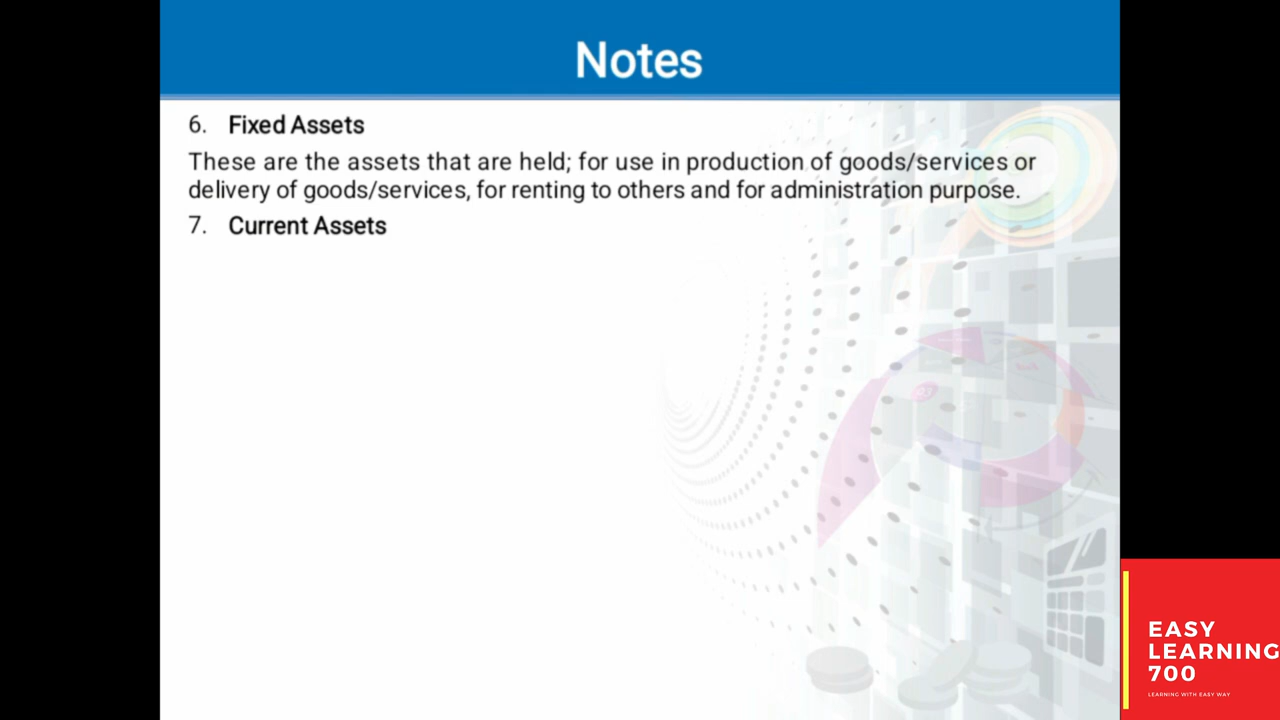 Notes
6. Fixed Assets
These are the assets that are held; for use in production of goods/services or
delivery of goods/services, for renting to others and for administration purpose.
7. Current Assets
EASY
LEARNING
700
LEARNING WITH EASY WAY